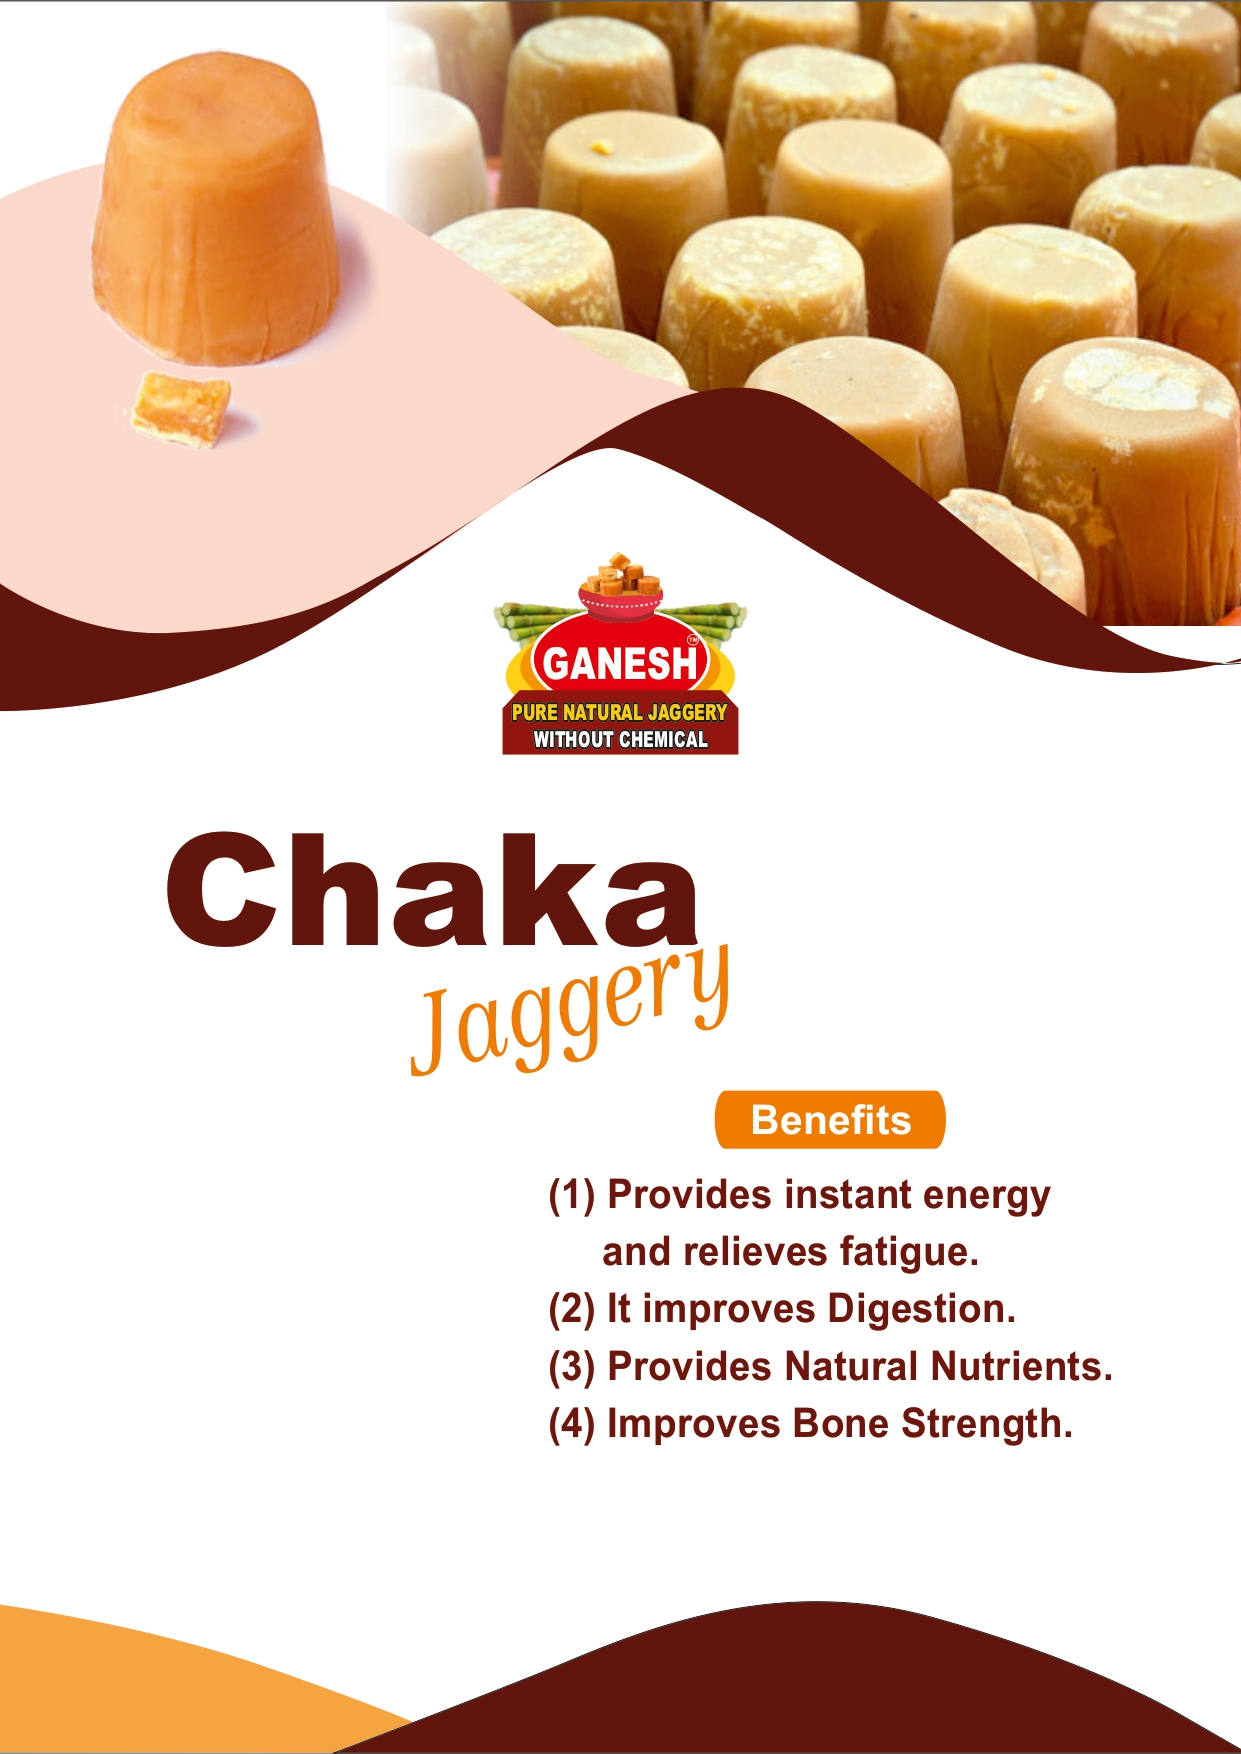 GANESH™
PURE NATURAL JAGGERY
WITHOUT CHEMICAL
Chaka
Jaggery
Benefits
(1) Provides instant energy
and relieves fatigue.
(2) It improves Digestion.
(3) Provides Natural Nutrients.
(4) Improves Bone Strength.